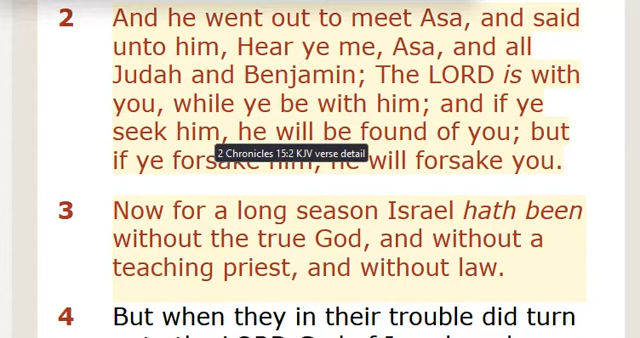 2 And he went out to meet Asa, and said
unto him, Hear ye me, Asa, and all
Judah and Benjamin; The LORD is with
you, while ye be with him; and if ye
seek him, he will be found of you; but
if ye forsake him, he will forsake you.
2 Chronicles 15:2 KJV verse detail
3 Now for a long season Israel hath been
without the true God, and without a
teaching priest, and without law.
4 But when they in their trouble did turn